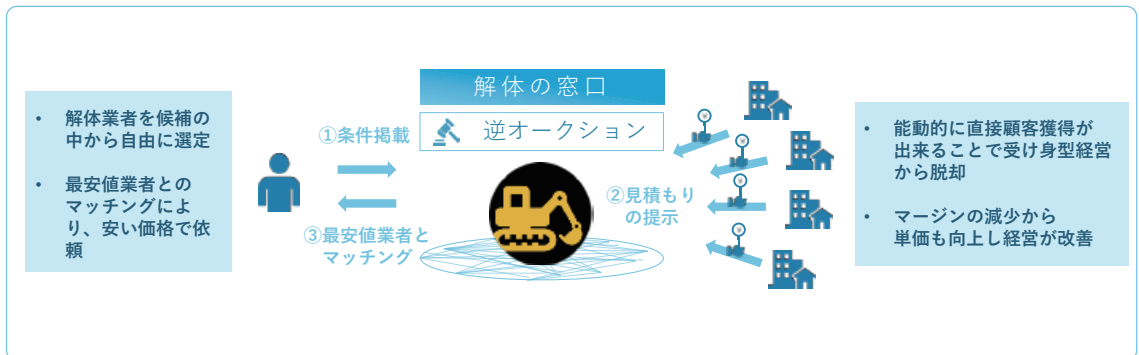 解体の窓口
逆オークション
• 解体業者を候補の
中から自由に選定
• 最安値業者との
マッチングによ
り、安い価格で依
頼
①条件掲載
③最安値業者と
マッチング
②見積もり
の提示
• 能動的に直接顧客獲得が
出来ることで受け身型経営
から脱却
• マージンの減少から
単価も向上し経営が改善